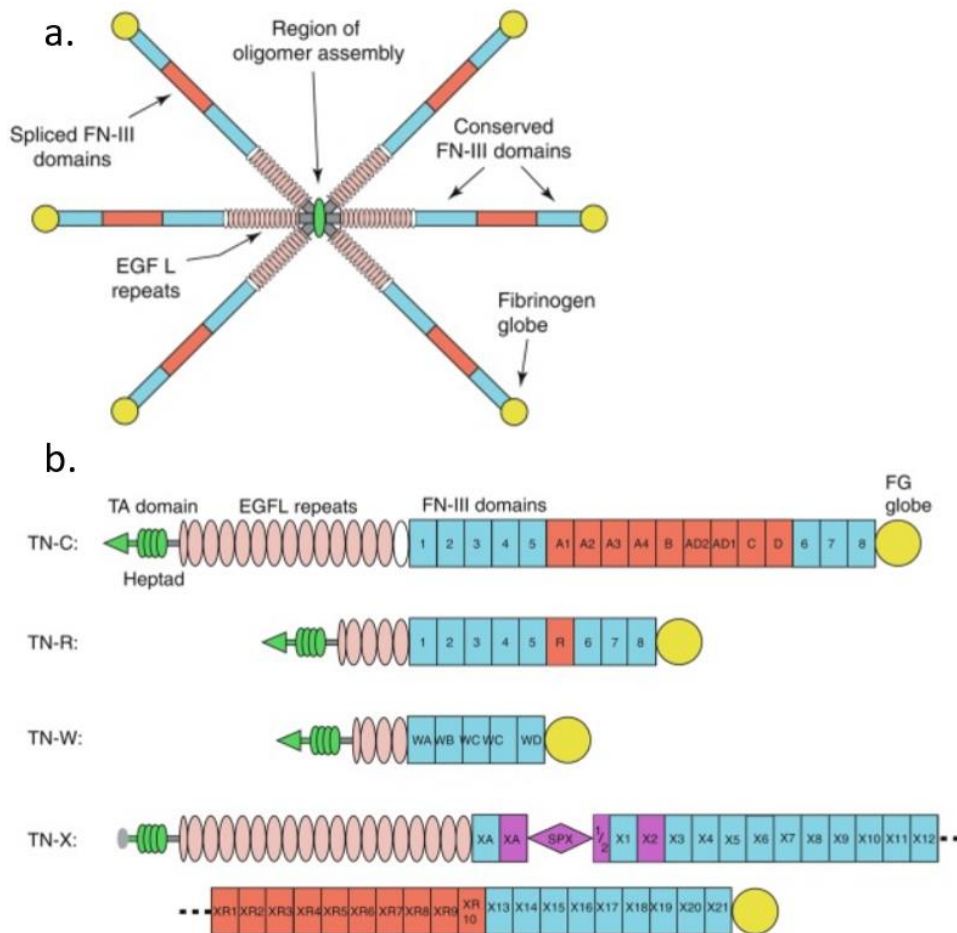 a.
Region of
oligomer assembly
Spliced FN-III
domains
Conserved
FN-III domains
EGF L
repeats
Fibrinogen
globe
b.
TA domain
EGFL repeats
FN-III domains
FG
globe
TN-C:
1 2 3 4 5 A1 A2 A3 A4 B AD2 AD1 C D 6 7 8
Heptad
TN-R:
1 2 3 4 5 R 6 7 8
TN-W:
WA WB WC WC WD
TN-X:
XA XA SPX 1/2 X1 X2 X3 X4 X5 X6 X7 X8 X9 X10 X11 X12
XR1 XR2 XR3 XR4 XR5 XR6 XR7 XR8 XR9 XR 10 X13 X14 X15 X16 X17 X18 X19 X20 X21